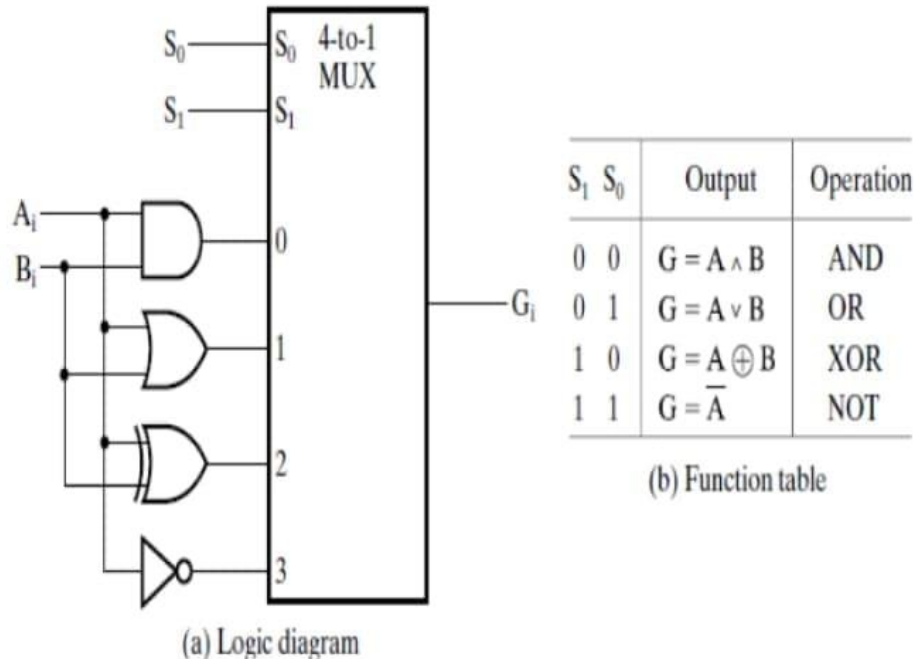 S₀ S₀ 4-to-1
MUX
S₁ S₁
Aᵢ
Bᵢ
0
1
2
3
Gᵢ
(a) Logic diagram
S₁ S₀ Output Operation
0 0 G = A ∧ B AND
0 1 G = A ∨ B OR
1 0 G = A ⊕ B XOR
1 1 G = A̅ NOT
(b) Function table